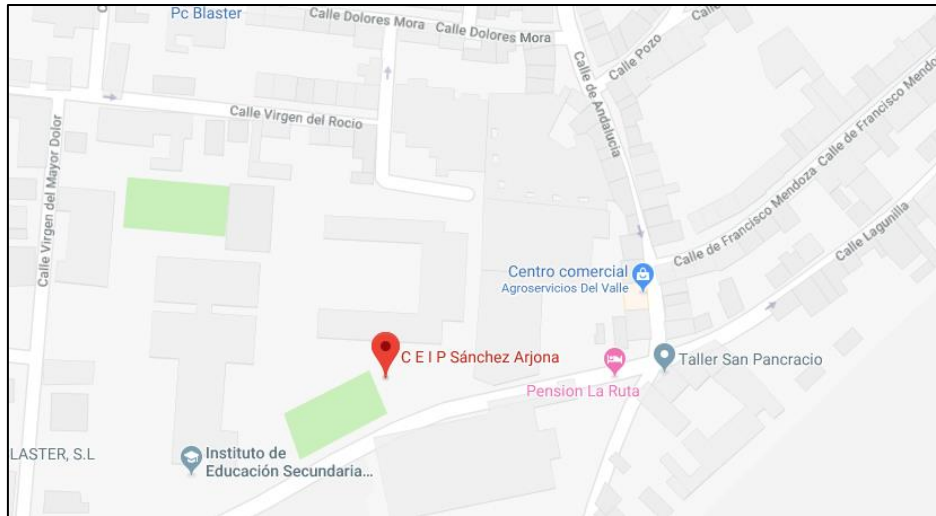 Pc Blaster
Calle Dolores Mora
Calle Dolores Mora
Calle Pozo
Calle de Andalucía
Calle Virgen del Rocio
Calle Virgen del Mayor Dolor
Calle de Francisco Mendoza
Calle de Francisco Mendoza
Calle Lagunilla
Centro comercial
Agroservicios Del Valle
C E I P Sánchez Arjona
Taller San Pancracio
Pension La Ruta
LASTER, S.L
Instituto de
Educación Secundaria...